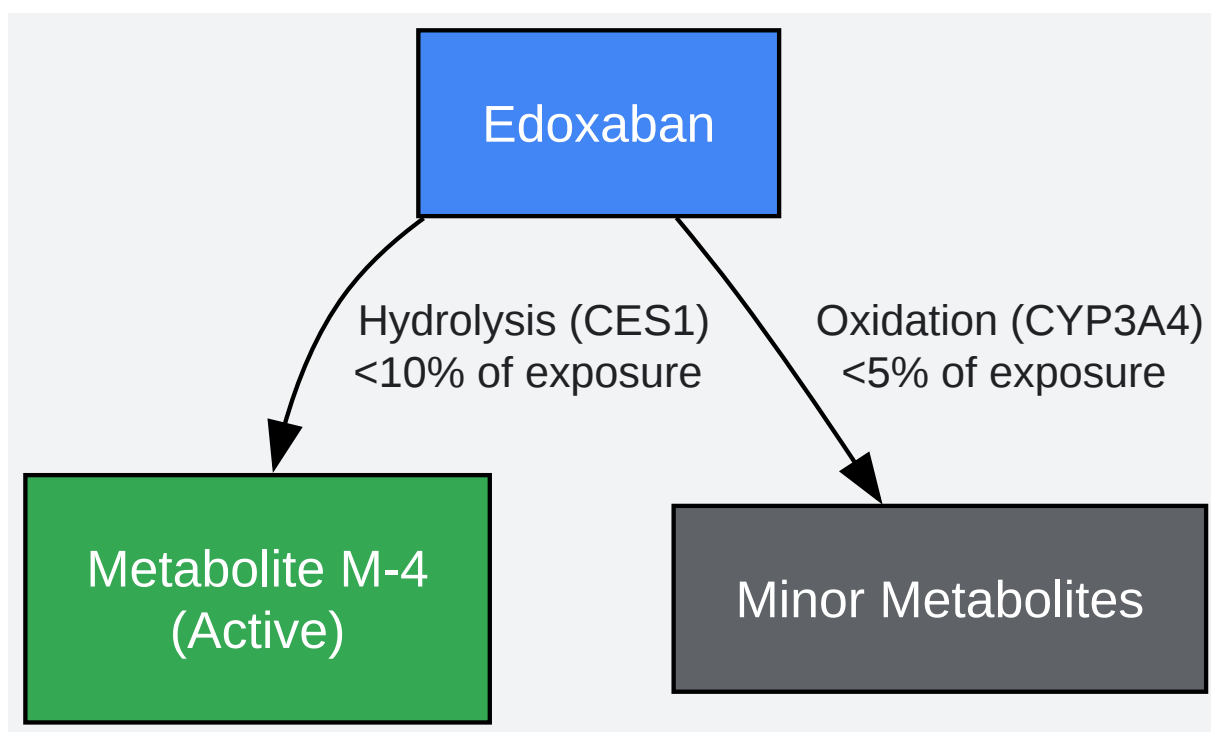 Edoxaban
Hydrolysis (CES1)
<10% of exposure
Oxidation (CYP3A4)
<5% of exposure
Metabolite M-4
(Active)
Minor Metabolites